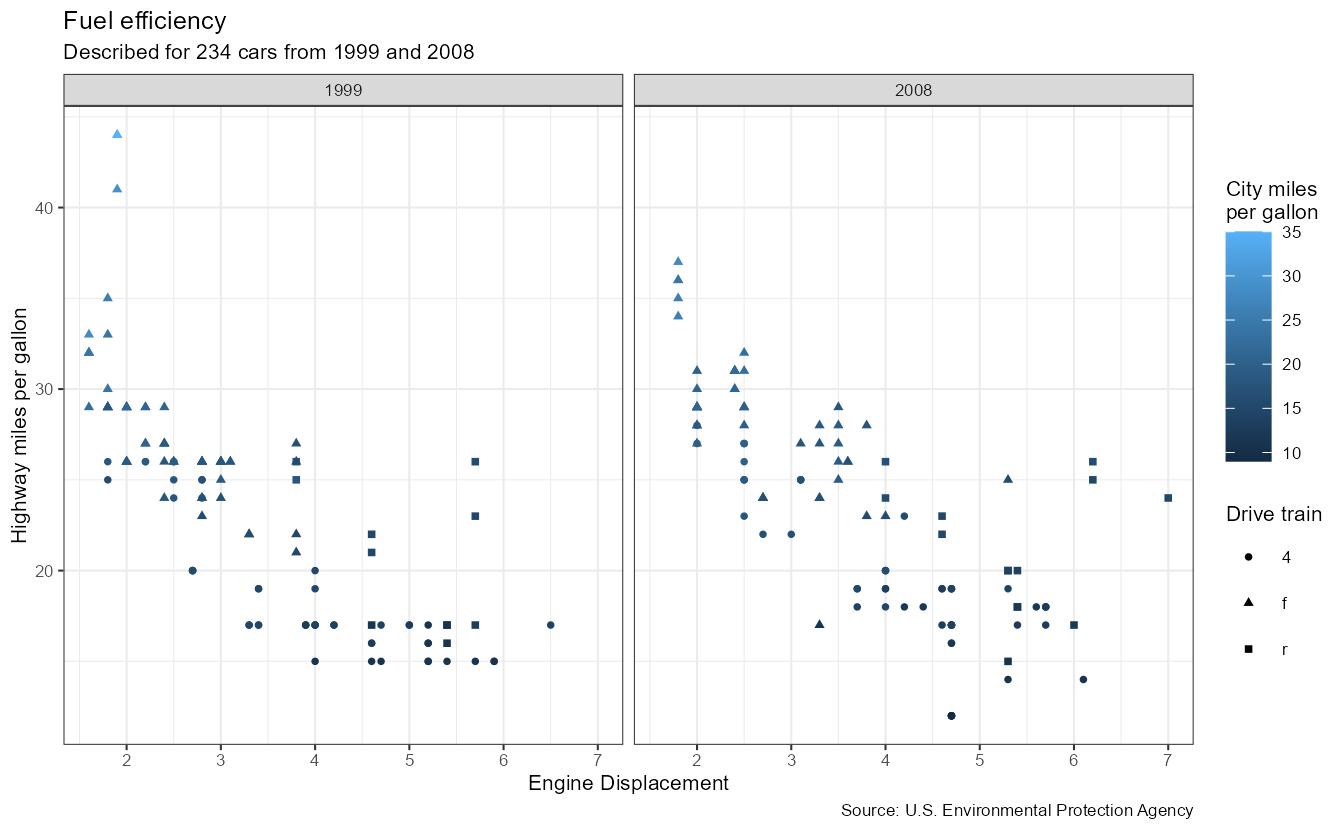 Fuel efficiency
Described for 234 cars from 1999 and 2008
1999
2008
Highway miles per gallon
40
30
20
2 3 4 5 6 7
2 3 4 5 6 7
Engine Displacement
City miles
per gallon
35
30
25
20
15
10
Drive train
4
f
r
Source: U.S. Environmental Protection Agency